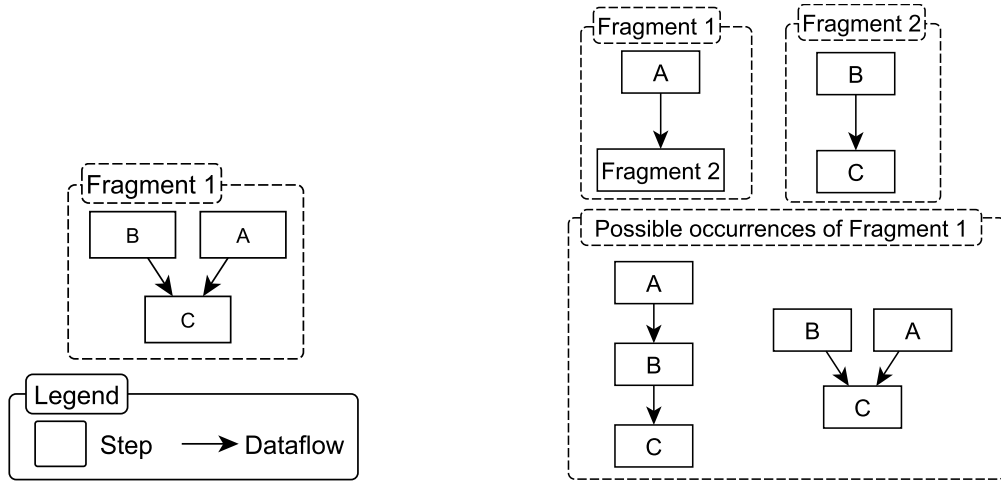 Fragment 1
B
A
C
Legend
Step
Dataflow
Fragment 1
A
Fragment 2
Fragment 2
B
C
Possible occurrences of Fragment 1
A
B
C
B
A
C